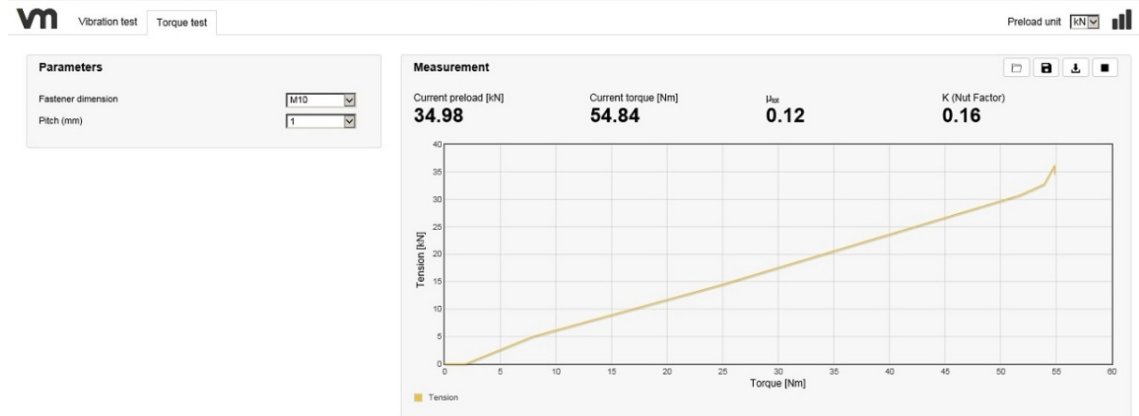 vm Vibration test Torque test Preload unit kN
Parameters
Fastener dimension M10
Pitch (mm) 1
Measurement
Current preload [kN] Current torque [Nm] μtot K (Nut Factor)
34.98 54.84 0.12 0.16
40
35
30
25
20
15
10
5
0
Tension [kN]
0 5 10 15 20 25 30 35 40 45 50 55 60
Torque [Nm]
Tension